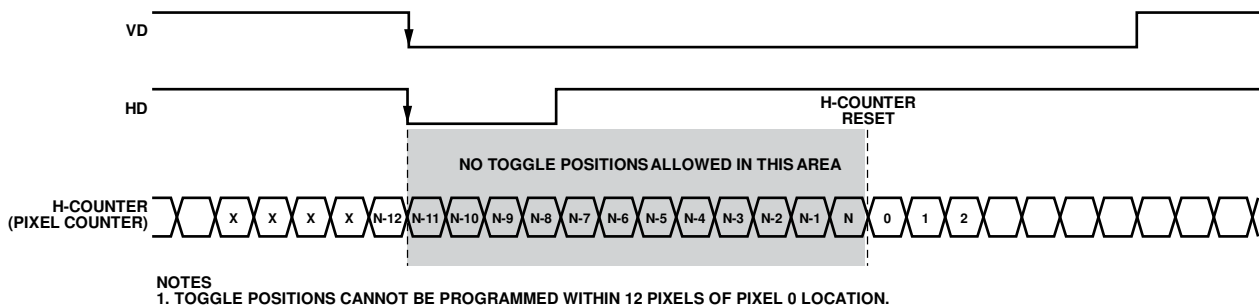 VD
HD
H-COUNTER
RESET
NO TOGGLE POSITIONS ALLOWED IN THIS AREA
H-COUNTER
(PIXEL COUNTER)
X X X X N-12 N-11 N-10 N-9 N-8 N-7 N-6 N-5 N-4 N-3 N-2 N-1 N 0 1 2
NOTES
1. TOGGLE POSITIONS CANNOT BE PROGRAMMED WITHIN 12 PIXELS OF PIXEL 0 LOCATION.